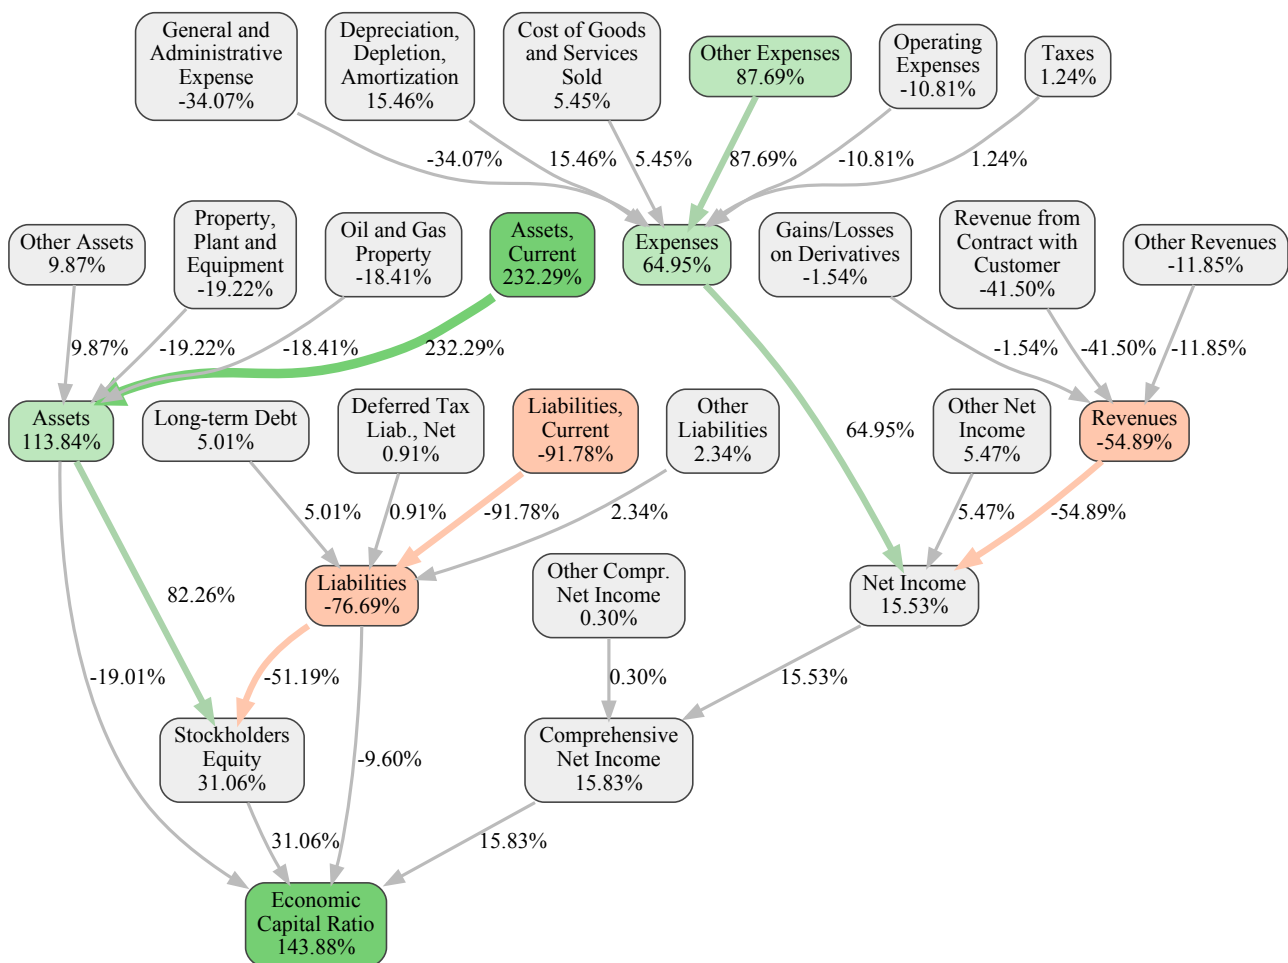 General and
Administrative
Expense
-34.07%
Depreciation,
Depletion,
Amortization
15.46%
Cost of Goods
and Services
Sold
5.45%
Other Expenses
87.69%
Operating
Expenses
-10.81%
Taxes
1.24%
-34.07%
15.46%
5.45%
87.69%
-10.81%
1.24%
Other Assets
9.87%
Property,
Plant and
Equipment
-19.22%
Oil and Gas
Property
-18.41%
Assets,
Current
232.29%
Expenses
64.95%
Gains/Losses
on Derivatives
-1.54%
Revenue from
Contract with
Customer
-41.50%
Other Revenues
-11.85%
9.87%
-19.22%
-18.41%
232.29%
-1.54%
-41.50%
-11.85%
Assets
113.84%
Long-term Debt
5.01%
Deferred Tax
Liab., Net
0.91%
Liabilities,
Current
-91.78%
Other
Liabilities
2.34%
64.95%
Other Net
Income
5.47%
Revenues
-54.89%
5.01%
0.91%
-91.78%
2.34%
5.47%
-54.89%
Liabilities
-76.69%
Other Compr.
Net Income
0.30%
Net Income
15.53%
82.26%
-19.01%
-51.19%
0.30%
15.53%
Stockholders
Equity
31.06%
-9.60%
Comprehensive
Net Income
15.83%
31.06%
15.83%
Economic
Capital Ratio
143.88%